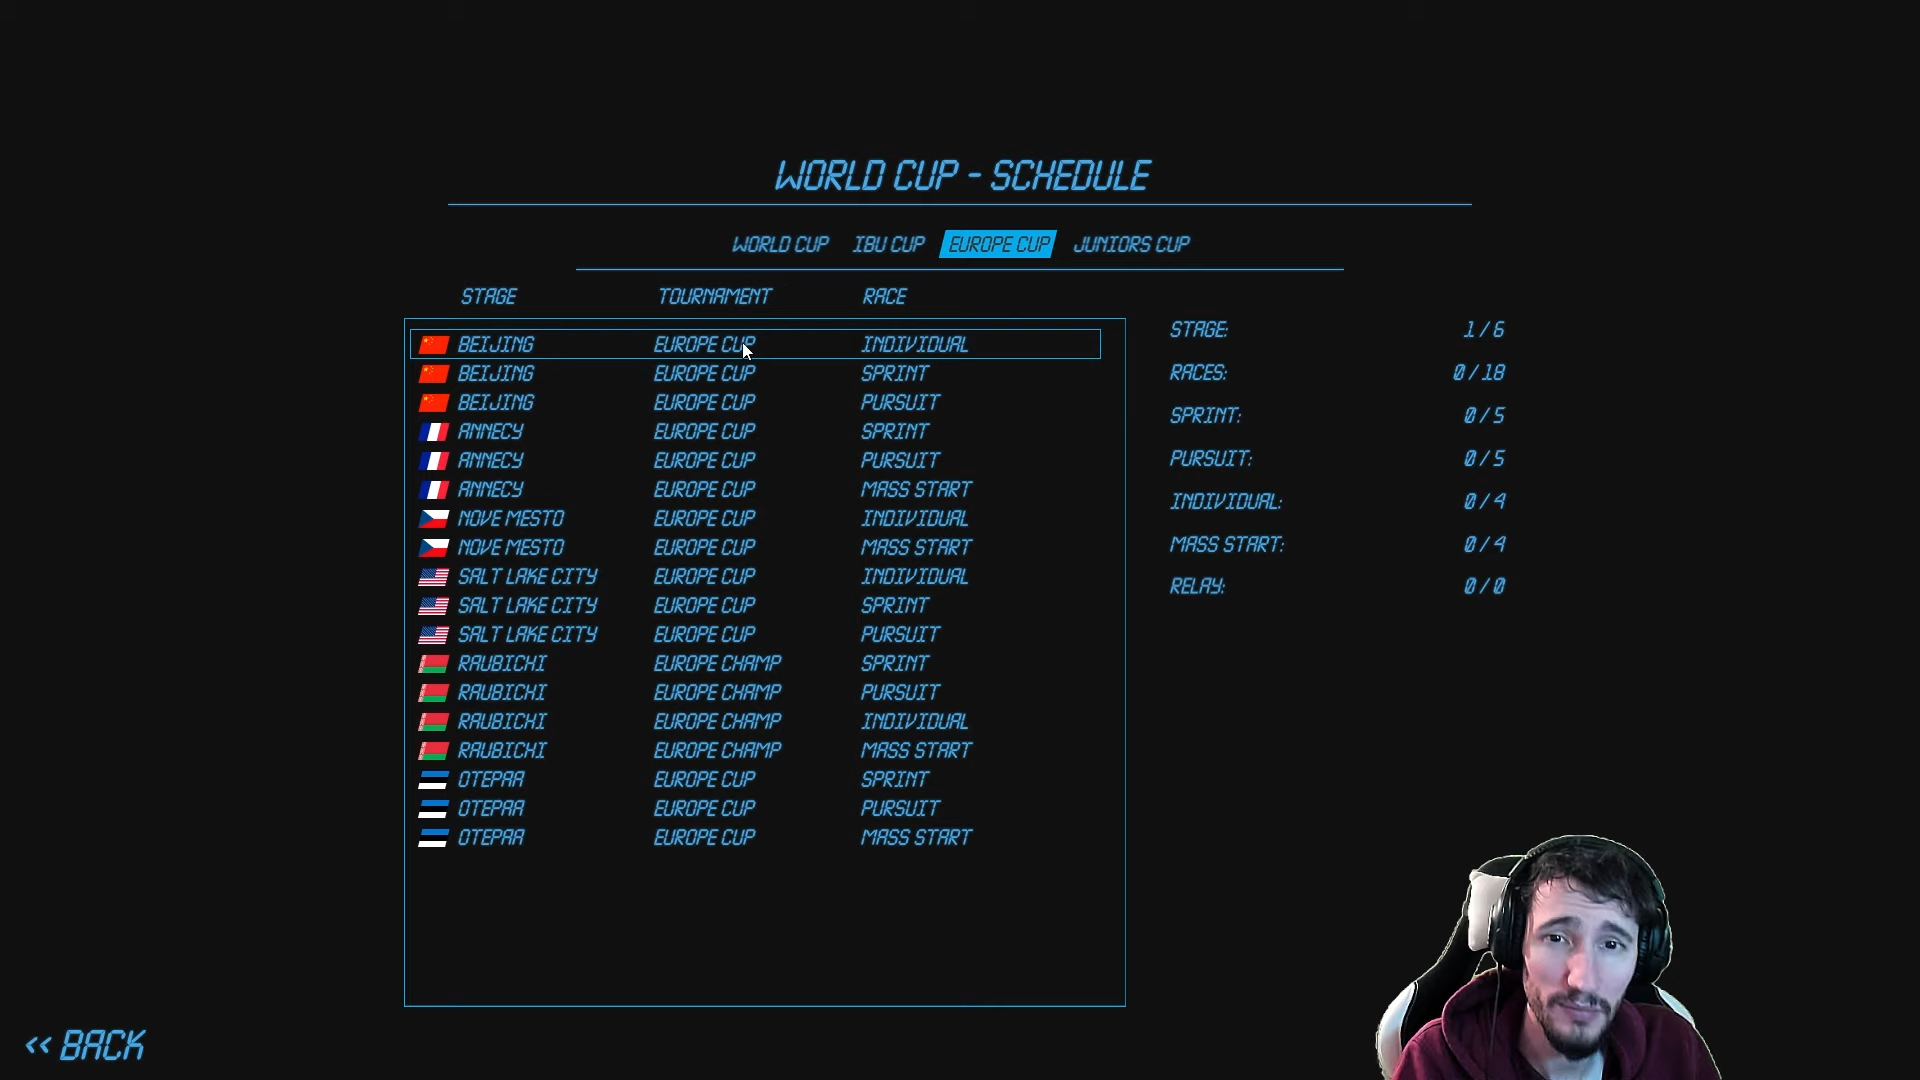 WORLD CUP - SCHEDULE
WORLD CUP IBU CUP EUROPE CUP JUNIORS CUP
STAGE TOURNAMENT RACE
BEIJING EUROPE CUP INDIVIDUAL
BEIJING EUROPE CUP SPRINT
BEIJING EUROPE CUP PURSUIT
ANNECY EUROPE CUP SPRINT
ANNECY EUROPE CUP PURSUIT
ANNECY EUROPE CUP MASS START
NOVE MESTO EUROPE CUP INDIVIDUAL
NOVE MESTO EUROPE CUP MASS START
SALT LAKE CITY EUROPE CUP INDIVIDUAL
SALT LAKE CITY EUROPE CUP SPRINT
SALT LAKE CITY EUROPE CUP PURSUIT
RAUBICHI EUROPE CHAMP SPRINT
RAUBICHI EUROPE CHAMP PURSUIT
RAUBICHI EUROPE CHAMP INDIVIDUAL
RAUBICHI EUROPE CHAMP MASS START
OTEPAA EUROPE CUP SPRINT
OTEPAA EUROPE CUP PURSUIT
OTEPAA EUROPE CUP MASS START
STAGE: 1 / 6
RACES: 0 / 18
SPRINT: 0 / 5
PURSUIT: 0 / 5
INDIVIDUAL: 0 / 4
MASS START: 0 / 4
RELAY: 0 / 0
<< BACK